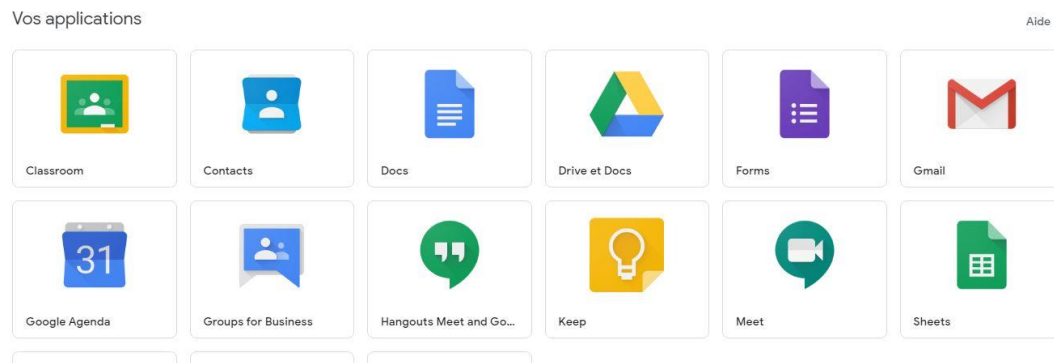 Vos applications
Aide
Classroom
Contacts
Docs
Drive et Docs
Forms
Gmail
31
Google Agenda
Groups for Business
Hangouts Meet and Go...
Keep
Meet
Sheets